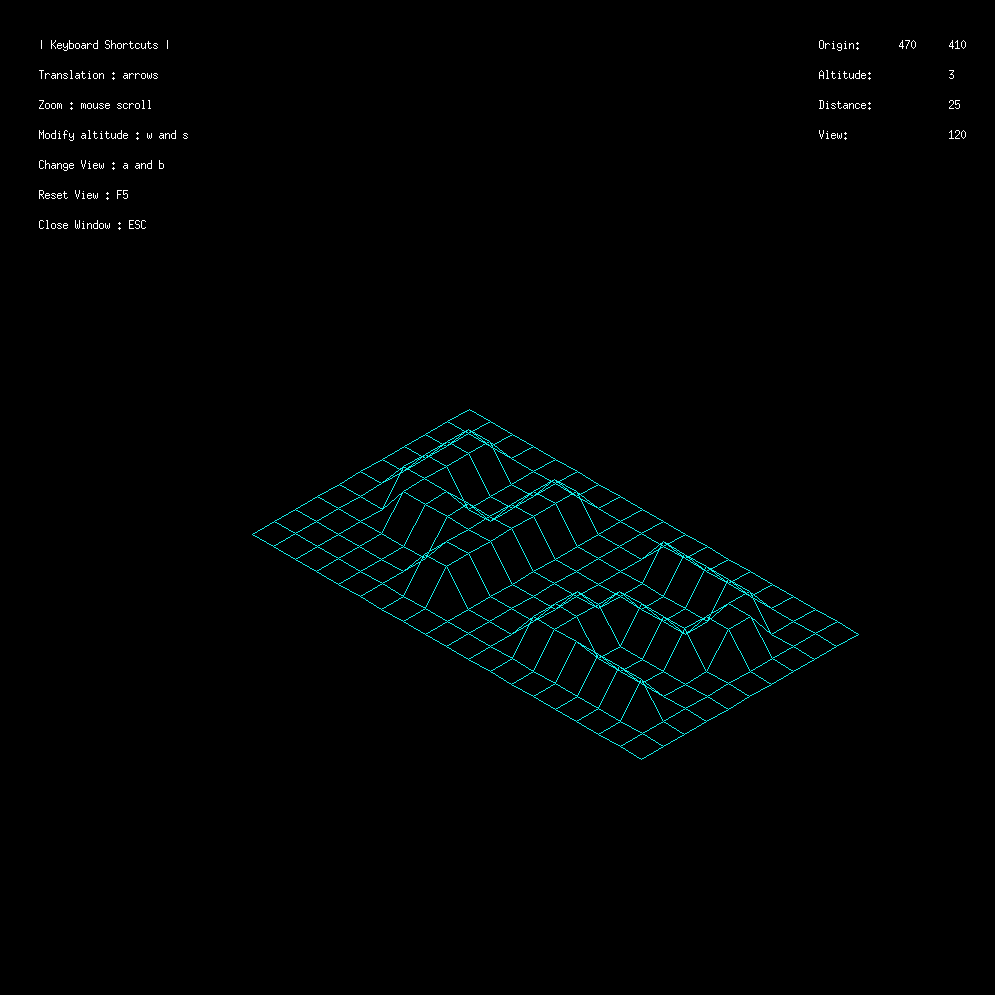 | Keyboard Shortcuts |
Translation : arrows
Zoom : mouse scroll
Modify altitude : w and s
Change View : a and b
Reset View : F5
Close Window : ESC
Origin: 470 410
Altitude: 3
Distance: 25
View: 120